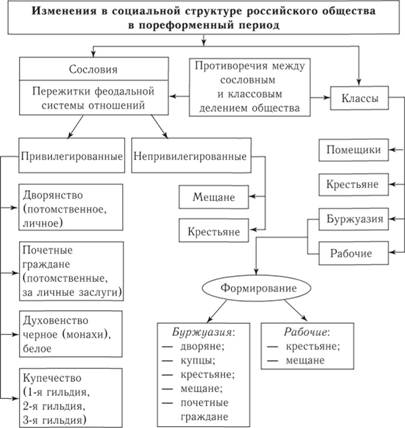 Изменения в социальной структуре российского общества
в пореформенный период
Сословия
Пережитки феодальной
системы отношений
Противоречия между
сословным
и классовым
делением общества
Классы
Привилегированные
Непривилегированные
Дворянство
(потомственное,
личное)
Почетные
граждане
(потомственные,
за личные заслуги)
Духовенство
черное (монахи),
белое
Купечество
(1-я гильдия,
2-я гильдия,
3-я гильдия)
Мещане
Крестьяне
Помещики
Крестьяне
Буржуазия
Рабочие
Формирование
Буржуазия:
— дворяне;
— купцы;
— крестьяне;
— мещане;
— почетные
граждане
Рабочие:
— крестьяне;
— мещане